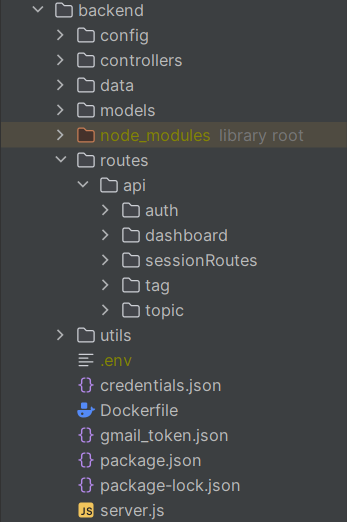 backend
config
controllers
data
models
node_modules library root
routes
api
auth
dashboard
sessionRoutes
tag
topic
utils
.env
credentials.json
Dockerfile
gmail_token.json
package.json
package-lock.json
JS server.js